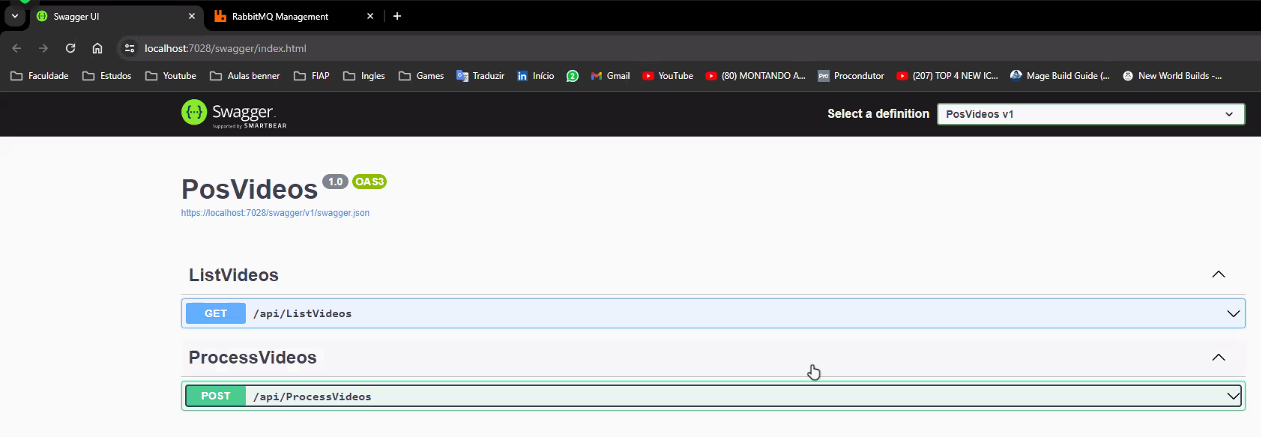 Swagger UI RabbitMQ Management
localhost:7028/swagger/index.html
Faculdade Estudos Youtube Aulas benner FIAP Ingles Games Traduzir Início 2 Gmail YouTube (80) MONTANDO A... Procondutor (207) TOP 4 NEW IC... Mage Build Guide (... New World Builds -...
Swagger.
Supported by SMARTBEAR
Select a definition PosVideos v1
PosVideos 1.0 OAS3
https://localhost:7028/swagger/v1/swagger.json
ListVideos
GET /api/ListVideos
ProcessVideos
POST /api/ProcessVideos